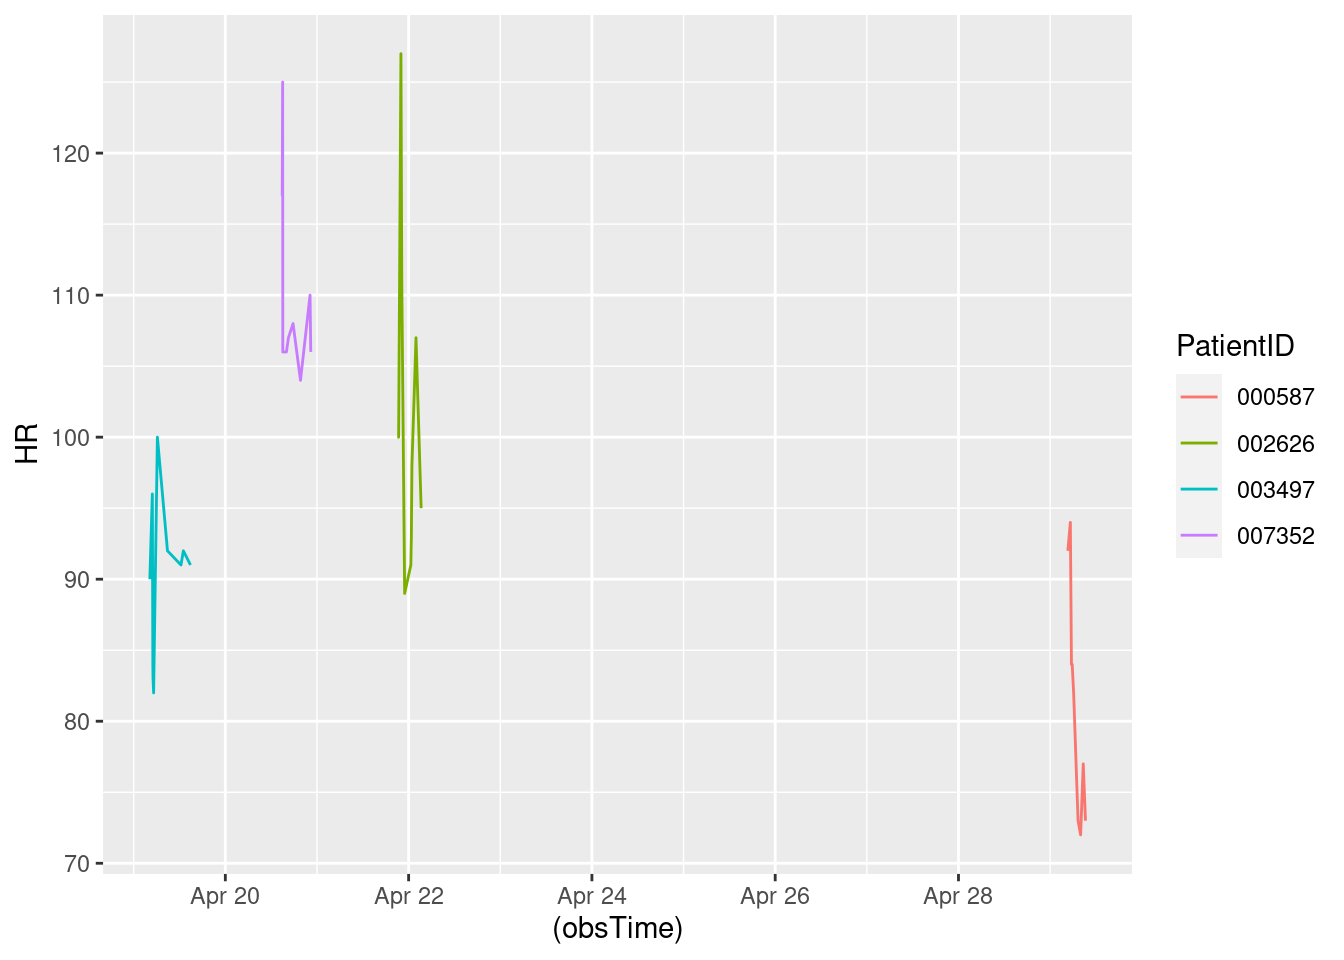 120
110
100
90
80
70
HR
Apr 20
Apr 22
Apr 24
Apr 26
Apr 28
(obsTime)
PatientID
000587
002626
003497
007352